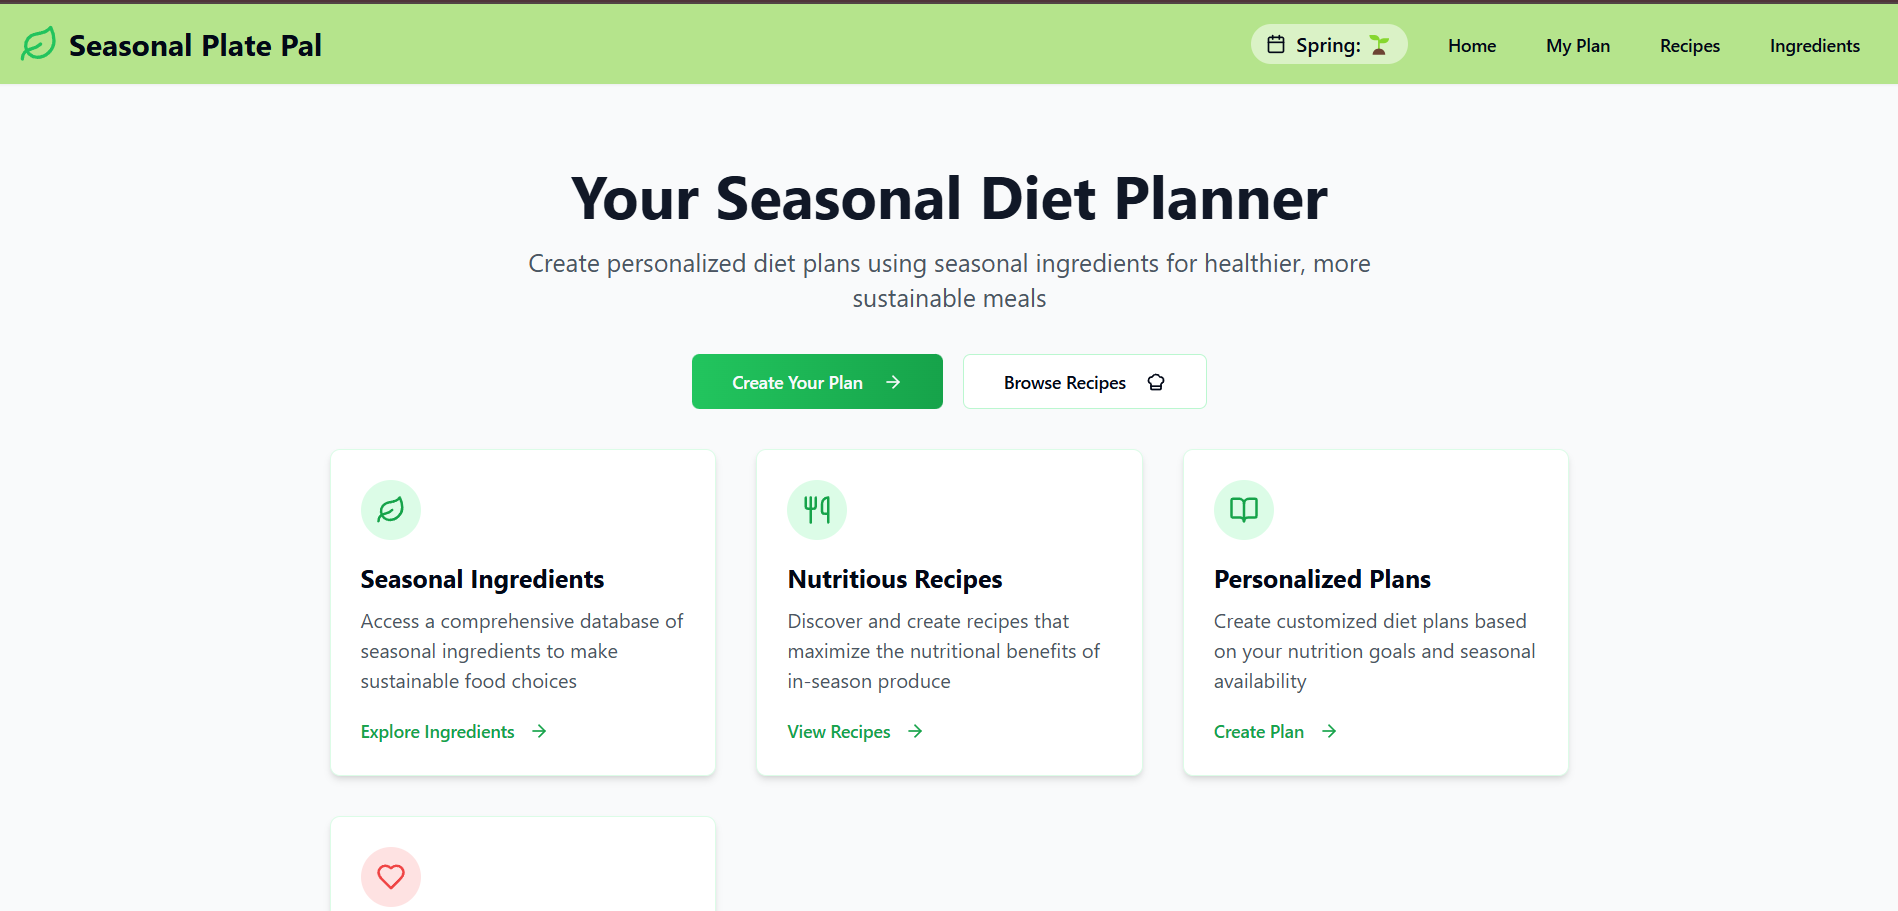 Seasonal Plate Pal
Spring: 🌱
Home
My Plan
Recipes
Ingredients
Your Seasonal Diet Planner
Create personalized diet plans using seasonal ingredients for healthier, more
sustainable meals
Create Your Plan →
Browse Recipes
Seasonal Ingredients
Access a comprehensive database of
seasonal ingredients to make
sustainable food choices
Explore Ingredients →
Nutritious Recipes
Discover and create recipes that
maximize the nutritional benefits of
in-season produce
View Recipes →
Personalized Plans
Create customized diet plans based
on your nutrition goals and seasonal
availability
Create Plan →